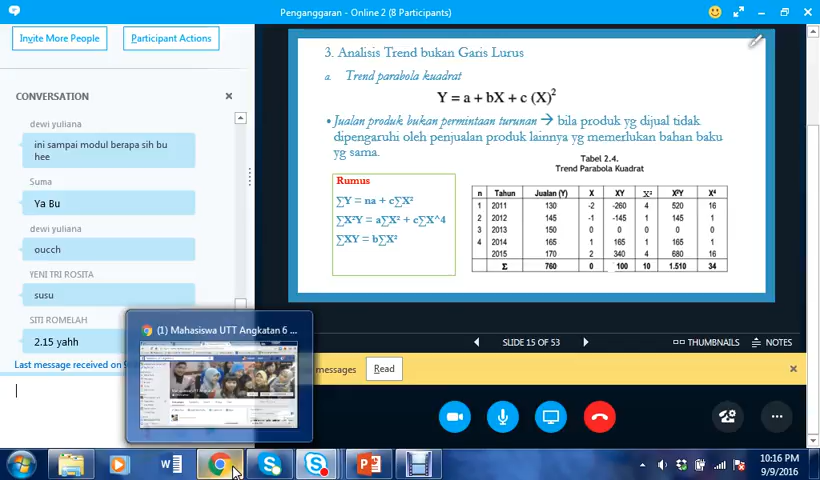 Penganggaran - Online 2 (8 Participants)
Invite More People
Participant Actions
CONVERSATION
dewi yuliana
ini sampai modul berapa sih bu
hee
Suma
Ya Bu
dewi yuliana
oucch
YENI TRI ROSITA
susu
SITI ROMELAH
2.15 yahh
Last message received on 9
3. Analisis Trend bukan Garis Lurus
a. Trend parabola kuadrat
Y = a + bX + c (X)²
• Jualan produk bukan permintaan turunan → bila produk yg dijual tidak
dipengaruhi oleh penjualan produk lainnya yg memerlukan bahan baku
yg sama.
Rumus
∑Y = na + c∑X²
∑X²Y = a∑X² + c∑X^4
∑XY = b∑X²
Tabel 2.4.
Trend Parabola Kuadrat
n Tahun Jualan (Y) X XY X² X²Y X⁴
1 2011 130 -2 -260 4 520 16
2 2012 145 -1 -145 1 145 1
3 2013 150 0 0 0 0 0
4 2014 165 1 165 1 165 1
2015 170 2 340 4 680 16
Σ 760 0 100 10 1.510 34
SLIDE 15 OF 53
THUMBNAILS
NOTES
messages
Read
(1) Mahasiswa UTT Angkatan 6 ...
10:16 PM
9/9/2016